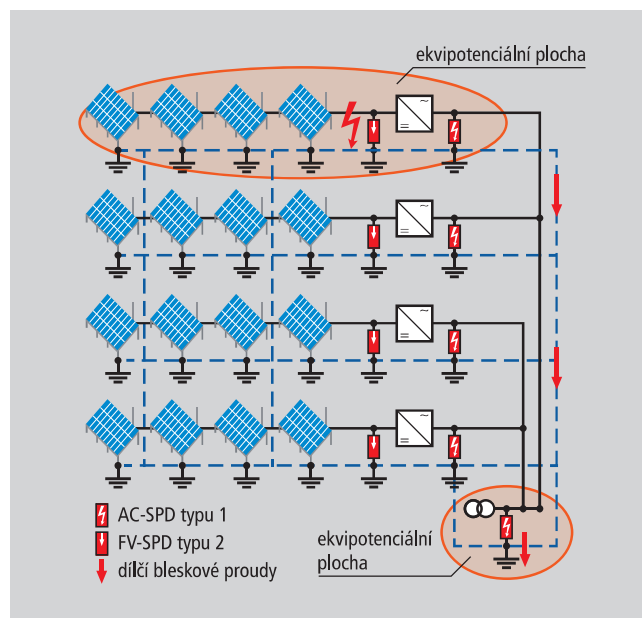 ekvipotenciální plocha
AC-SPD typu 1
FV-SPD typu 2
dílčí bleskové proudy
ekvipotenciální
plocha